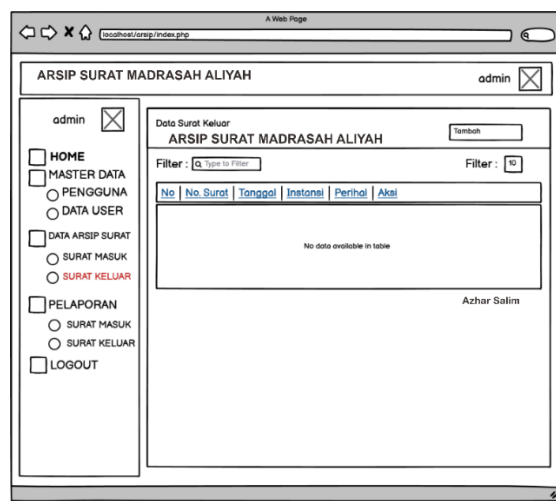 A Web Page
localhost/arsip/index.php
ARSIP SURAT MADRASAH ALIYAH
admin
admin
HOME
MASTER DATA
PENGGUNA
DATA USER
DATA ARSIP SURAT
SURAT MASUK
SURAT KELUAR
PELAPORAN
SURAT MASUK
SURAT KELUAR
LOGOUT
Data Surat Keluar
ARSIP SURAT MADRASAH ALIYAH
Tambah
Filter : Type to Filter
Filter : 10
No No. Surat Tanggal Instansi Perihal Aksi
No data available in table
Azhar Salim